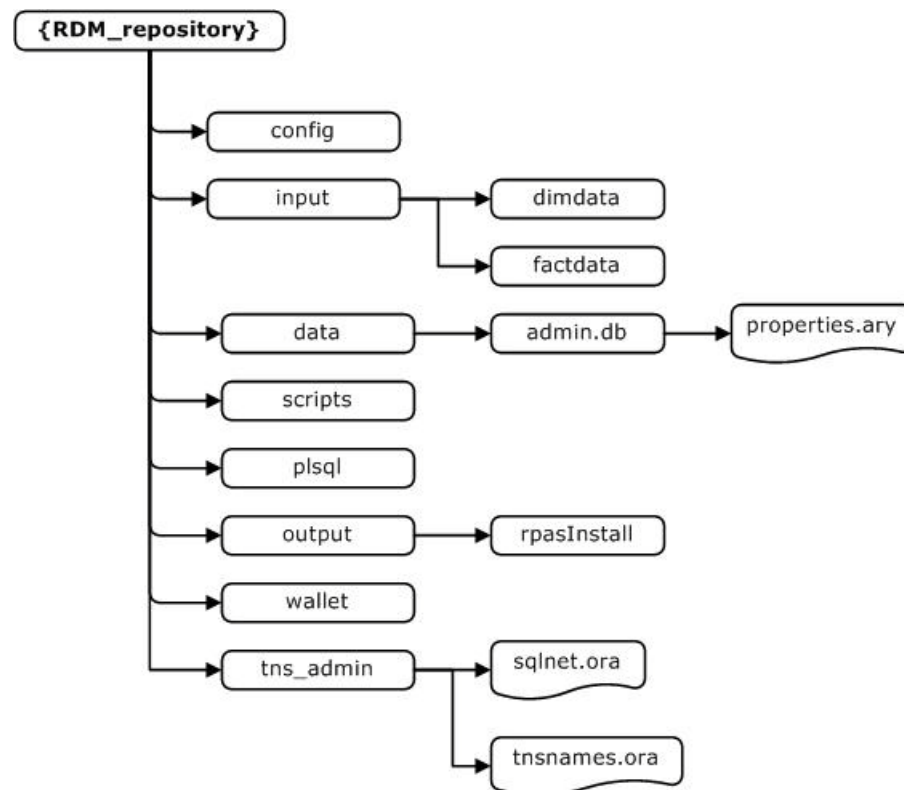 {RDM_repository}
config
input
dimdata
factdata
data
admin.db
properties.ary
scripts
plsql
output
rpasInstall
wallet
tns_admin
sqlnet.ora
tnsnames.ora